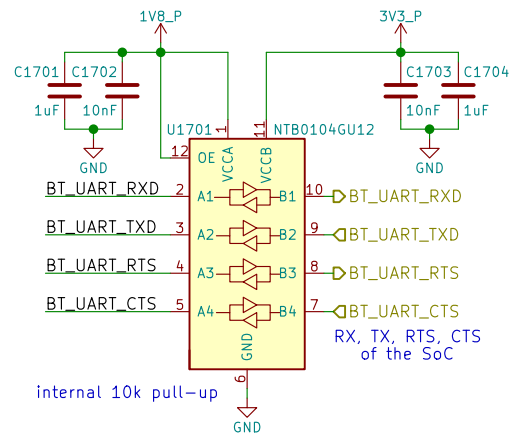 1V8_P 3V3_P
C1701 C1702 C1703 C1704
1uF 10nF 10nF 1uF
GND GND
U1701 1 11 NTB0104GU12
VCCA VCCB
12 OE
BT_UART_RXD 2 A1 B1 10 BT_UART_RXD
BT_UART_TXD 3 A2 B2 9 BT_UART_TXD
BT_UART_RTS 4 A3 B3 8 BT_UART_RTS
BT_UART_CTS 5 A4 B4 7 BT_UART_CTS
GND RX, TX, RTS, CTS
of the SoC
6
internal 10k pull-up
GND